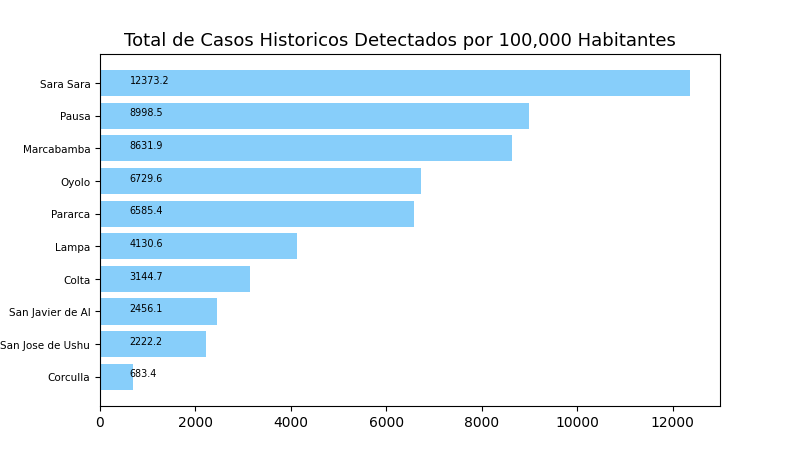 Total de Casos Historicos Detectados por 100,000 Habitantes
Sara Sara 12373.2
Pausa 8998.5
Marcabamba 8631.9
Oyolo 6729.6
Pararca 6585.4
Lampa 4130.6
Colta 3144.7
San Javier de Al 2456.1
San Jose de Ushu 2222.2
Corculla 683.4
0 2000 4000 6000 8000 10000 12000